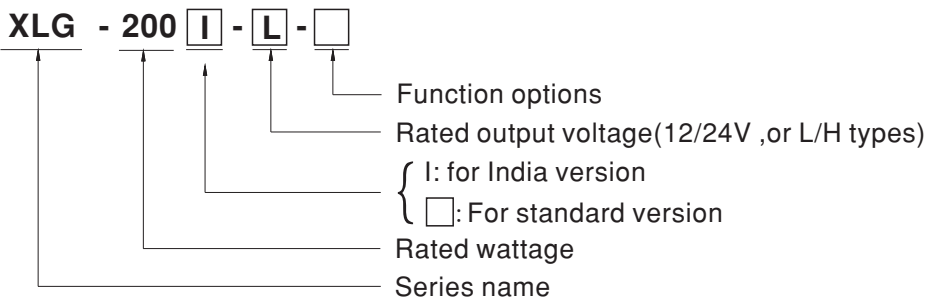 XLG - 200 I - L - □
Function options
Rated output voltage(12/24V ,or L/H types)
I: for India version
□: For standard version
Rated wattage
Series name